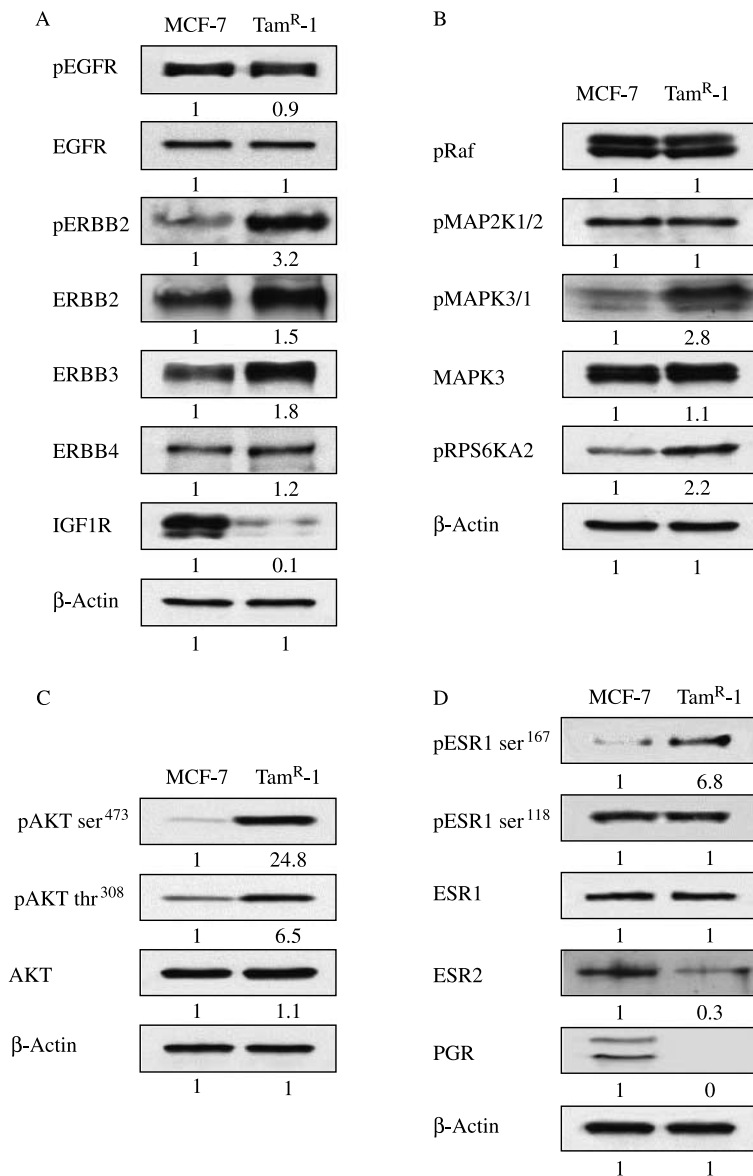 A
MCF-7 Tamᴿ-1
pEGFR
1 0.9
EGFR
1 1
pERBB2
1 3.2
ERBB2
1 1.5
ERBB3
1 1.8
ERBB4
1 1.2
IGF1R
1 0.1
β-Actin
1 1
B
MCF-7 Tamᴿ-1
pRaf
1 1
pMAP2K1/2
1 1
pMAPK3/1
1 2.8
MAPK3
1 1.1
pRPS6KA2
1 2.2
β-Actin
1 1
C
MCF-7 Tamᴿ-1
pAKT ser⁴⁷³
1 24.8
pAKT thr³⁰⁸
1 6.5
AKT
1 1.1
β-Actin
1 1
D
MCF-7 Tamᴿ-1
pESR1 ser¹⁶⁷
1 6.8
pESR1 ser¹¹⁸
1 1
ESR1
1 1
ESR2
1 0.3
PGR
1 0
β-Actin
1 1